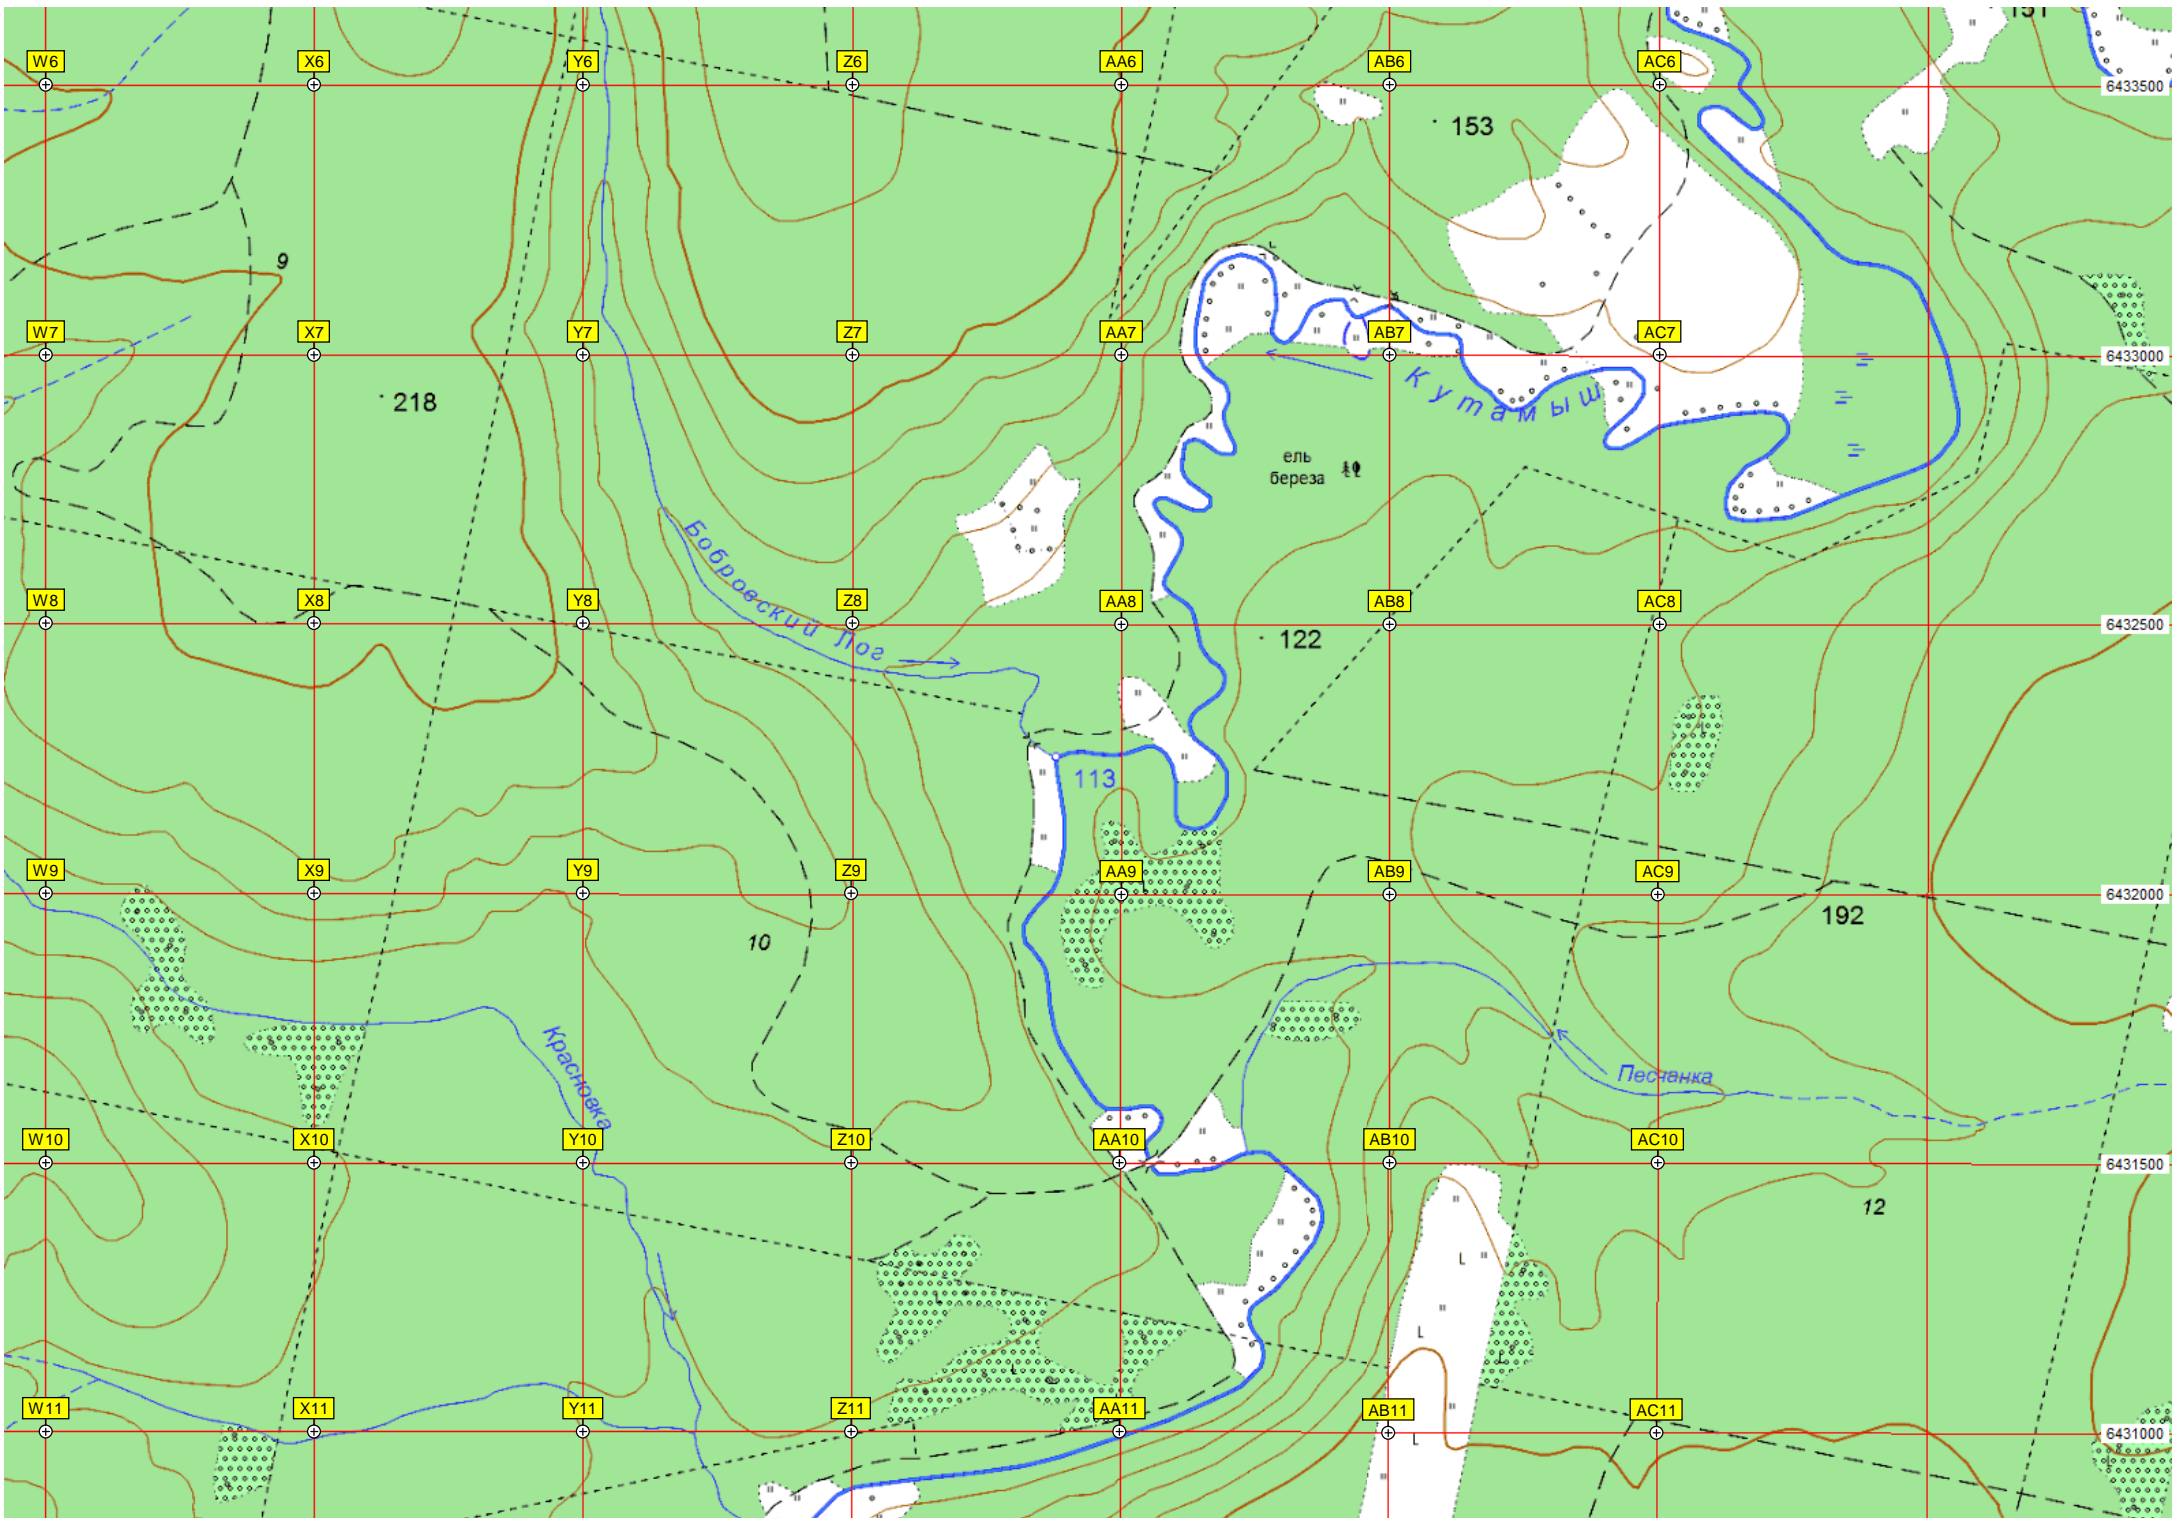 151
W6 X6 Y6 Z6 AA6 AB6 AC6
6433500
153
9
W7 X7 Y7 Z7 AA7 AB7 AC7
6433000
218
Кутамыш
ель
береза
Бобровский Лог
W8 X8 Y8 Z8 AA8 AB8 AC8
6432500
122
113
W9 X9 Y9 Z9 AA9 AB9 AC9
6432000
192
10
Красновка
Песчанка
W10 X10 Y10 Z10 AA10 AB10 AC10
6431500
12
W11 X11 Y11 Z11 AA11 AB11 AC11
6431000